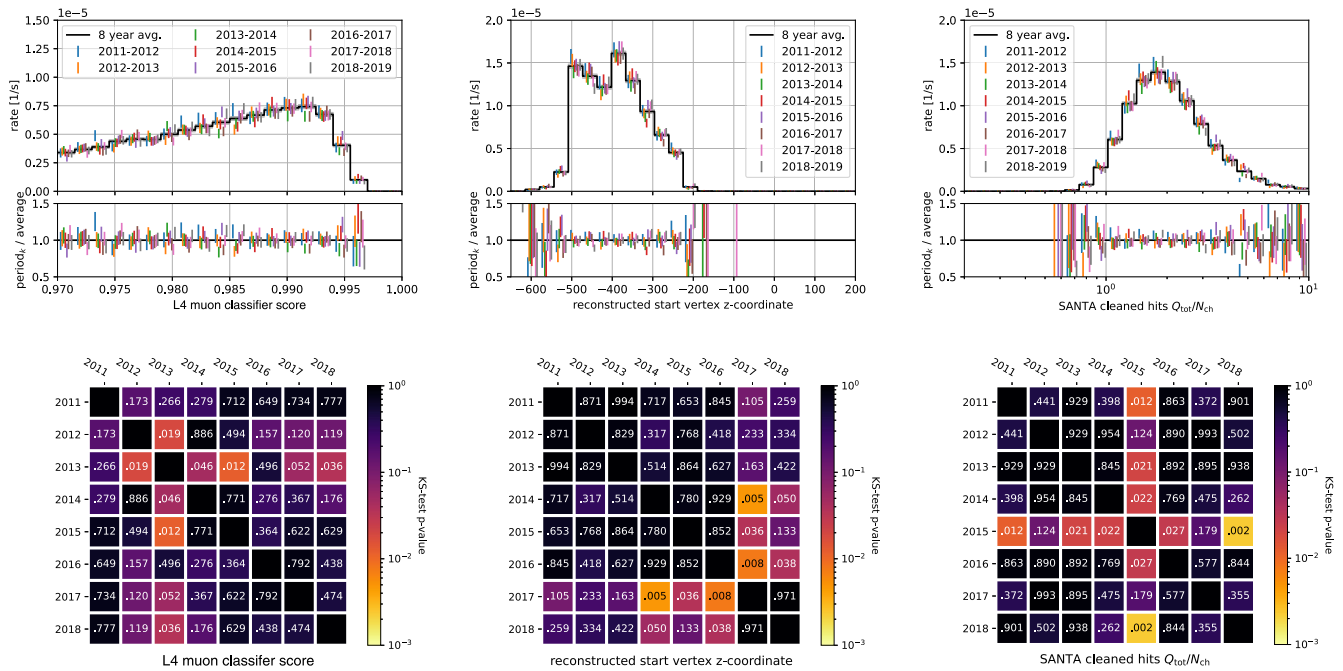 1e−5
1.50
1.25
1.00
0.75
0.50
0.25
0.00
rate [1/s]
8 year avg.
2011-2012
2012-2013
2013-2014
2014-2015
2015-2016
2016-2017
2017-2018
2018-2019
1.5
1.0
0.5
period_k / average
0.970 0.975 0.980 0.985 0.990 0.995 1.000
L4 muon classifier score
1e−5
2.0
1.5
1.0
0.5
0.0
rate [1/s]
8 year avg.
2011-2012
2012-2013
2013-2014
2014-2015
2015-2016
2016-2017
2017-2018
2018-2019
1.5
1.0
0.5
period_k / average
−600 −500 −400 −300 −200 −100 0 100 200
reconstructed start vertex z-coordinate
1e−5
2.0
1.5
1.0
0.5
0.0
rate [1/s]
8 year avg.
2011-2012
2012-2013
2013-2014
2014-2015
2015-2016
2016-2017
2017-2018
2018-2019
1.5
1.0
0.5
period_k / average
10^0 10^1
SANTA cleaned hits Q_tot/N_ch
2011 2012 2013 2014 2015 2016 2017 2018
2011 .173 .266 .279 .712 .649 .734 .777
2012 .173 .019 .886 .494 .157 .120 .119
2013 .266 .019 .046 .012 .496 .052 .036
2014 .279 .886 .046 .771 .276 .367 .176
2015 .712 .494 .012 .771 .364 .622 .629
2016 .649 .157 .496 .276 .364 .792 .438
2017 .734 .120 .052 .367 .622 .792 .474
2018 .777 .119 .036 .176 .629 .438 .474
L4 muon classifer score
10^0
10^−1
10^−2
10^−3
KS-test p-value
2011 2012 2013 2014 2015 2016 2017 2018
2011 .871 .994 .717 .653 .845 .105 .259
2012 .871 .829 .317 .768 .418 .233 .334
2013 .994 .829 .514 .864 .627 .163 .422
2014 .717 .317 .514 .780 .929 .005 .050
2015 .653 .768 .864 .780 .852 .036 .133
2016 .845 .418 .627 .929 .852 .008 .038
2017 .105 .233 .163 .005 .036 .008 .971
2018 .259 .334 .422 .050 .133 .038 .971
reconstructed start vertex z-coordinate
10^0
10^−1
10^−2
10^−3
KS-test p-value
2011 2012 2013 2014 2015 2016 2017 2018
2011 .441 .929 .398 .012 .863 .372 .901
2012 .441 .929 .954 .124 .890 .993 .502
2013 .929 .929 .845 .021 .892 .895 .938
2014 .398 .954 .845 .022 .769 .475 .262
2015 .012 .124 .021 .022 .027 .179 .002
2016 .863 .890 .892 .769 .027 .577 .844
2017 .372 .993 .895 .475 .179 .577 .355
2018 .901 .502 .938 .262 .002 .844 .355
SANTA cleaned hits Q_tot/N_ch
10^0
10^−1
10^−2
10^−3
KS-test p-value